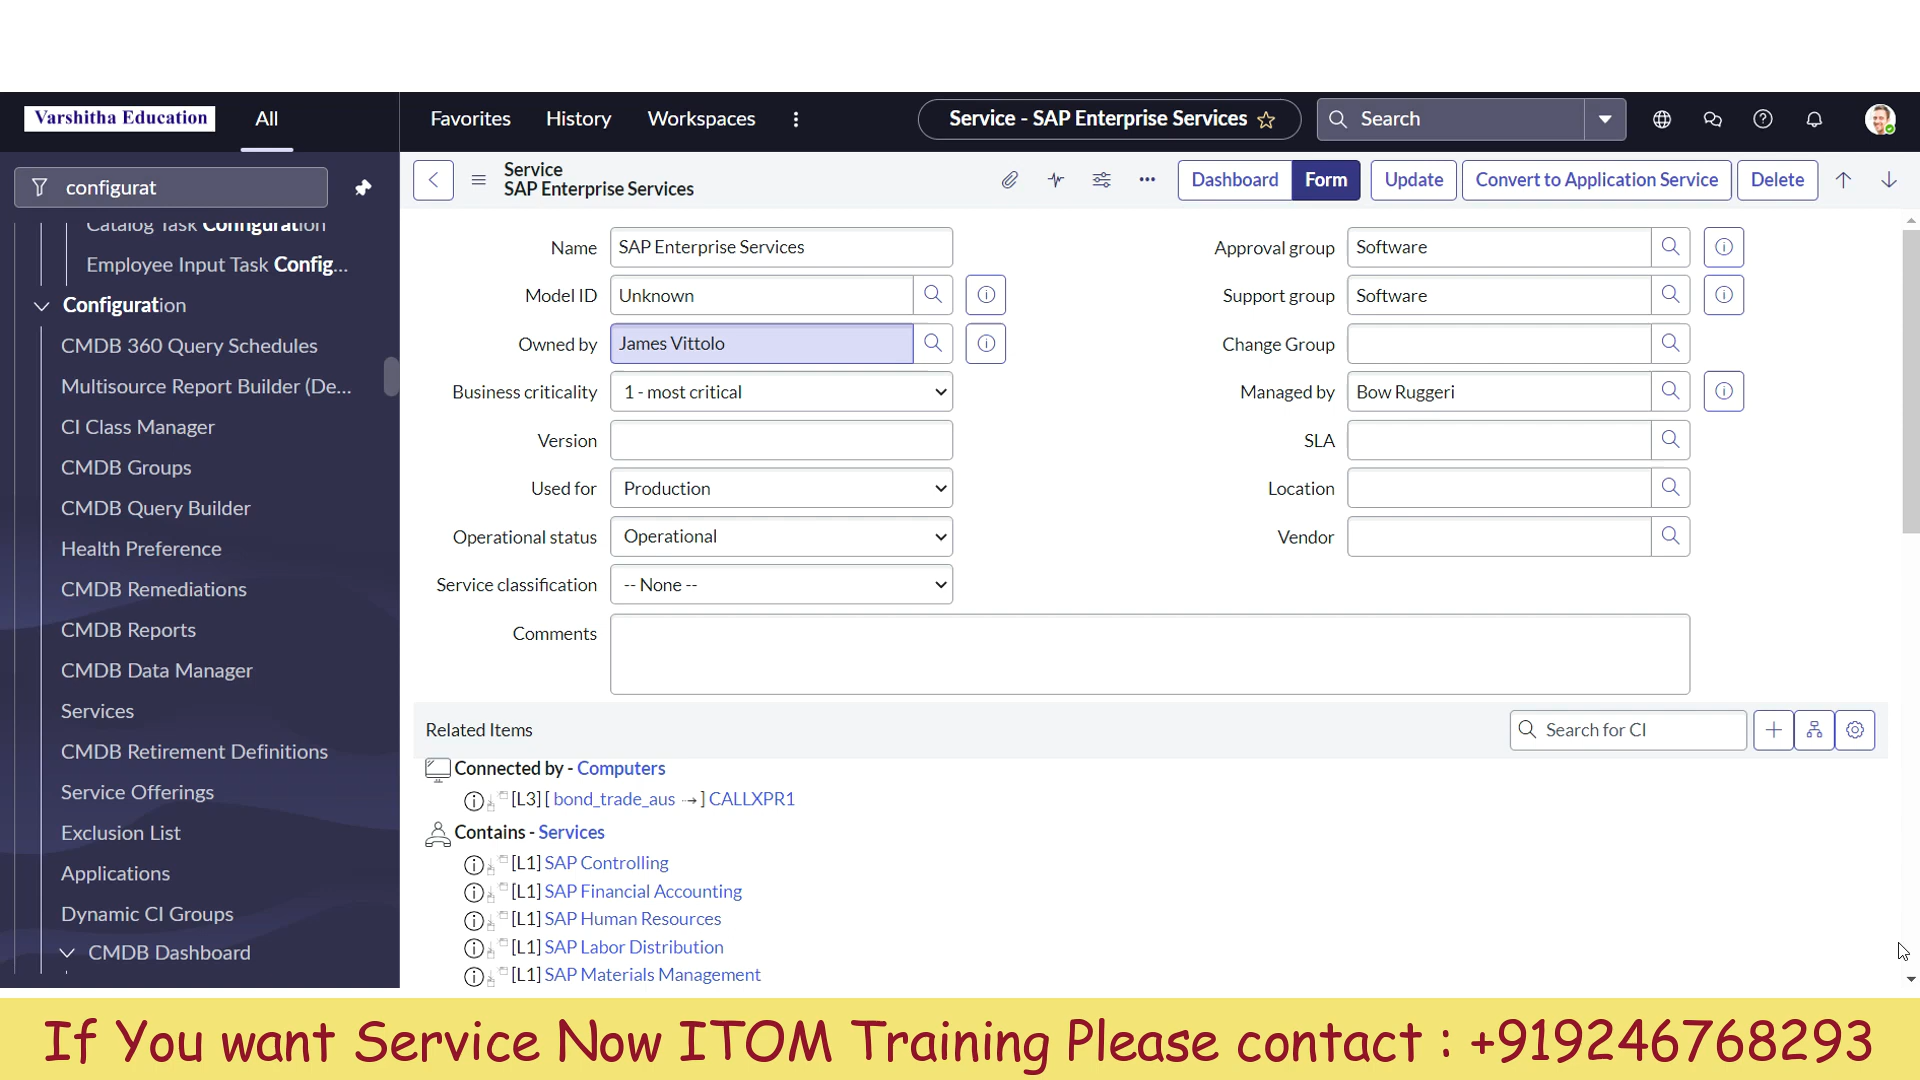 Varshitha Education
All
Favorites
History
Workspaces
Service - SAP Enterprise Services
Search
configurat
Catalog Task Configuration
Employee Input Task Config...
Configuration
CMDB 360 Query Schedules
Multisource Report Builder (De...
CI Class Manager
CMDB Groups
CMDB Query Builder
Health Preference
CMDB Remediations
CMDB Reports
CMDB Data Manager
Services
CMDB Retirement Definitions
Service Offerings
Exclusion List
Applications
Dynamic CI Groups
CMDB Dashboard
Service
SAP Enterprise Services
Dashboard
Form
Update
Convert to Application Service
Delete
Name SAP Enterprise Services
Model ID Unknown
Owned by James Vittolo
Business criticality 1 - most critical
Version
Used for Production
Operational status Operational
Service classification -- None --
Comments
Approval group Software
Support group Software
Change Group
Managed by Bow Ruggeri
SLA
Location
Vendor
Related Items
Search for CI
Connected by - Computers
[L3] [ bond_trade_aus → ] CALLXPR1
Contains - Services
[L1] SAP Controlling
[L1] SAP Financial Accounting
[L1] SAP Human Resources
[L1] SAP Labor Distribution
[L1] SAP Materials Management
If You want Service Now ITOM Training Please contact : +919246768293